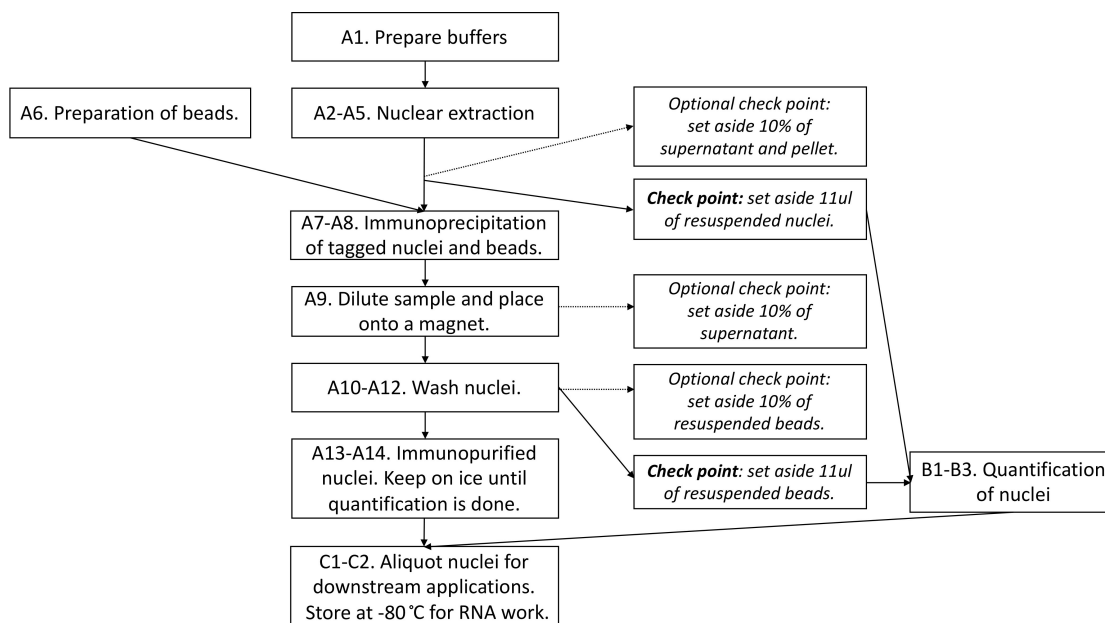 A1. Prepare buffers
A6. Preparation of beads.
A2-A5. Nuclear extraction
Optional check point:
set aside 10% of
supernatant and pellet.
Check point: set aside 11ul
of resuspended nuclei.
A7-A8. Immunoprecipitation
of tagged nuclei and beads.
A9. Dilute sample and place
onto a magnet.
Optional check point:
set aside 10% of
supernatant.
A10-A12. Wash nuclei.
Optional check point:
set aside 10% of
resuspended beads.
A13-A14. Immunopurified
nuclei. Keep on ice until
quantification is done.
Check point: set aside 11ul
of resuspended beads.
B1-B3. Quantification
of nuclei
C1-C2. Aliquot nuclei for
downstream applications.
Store at -80˚C for RNA work.